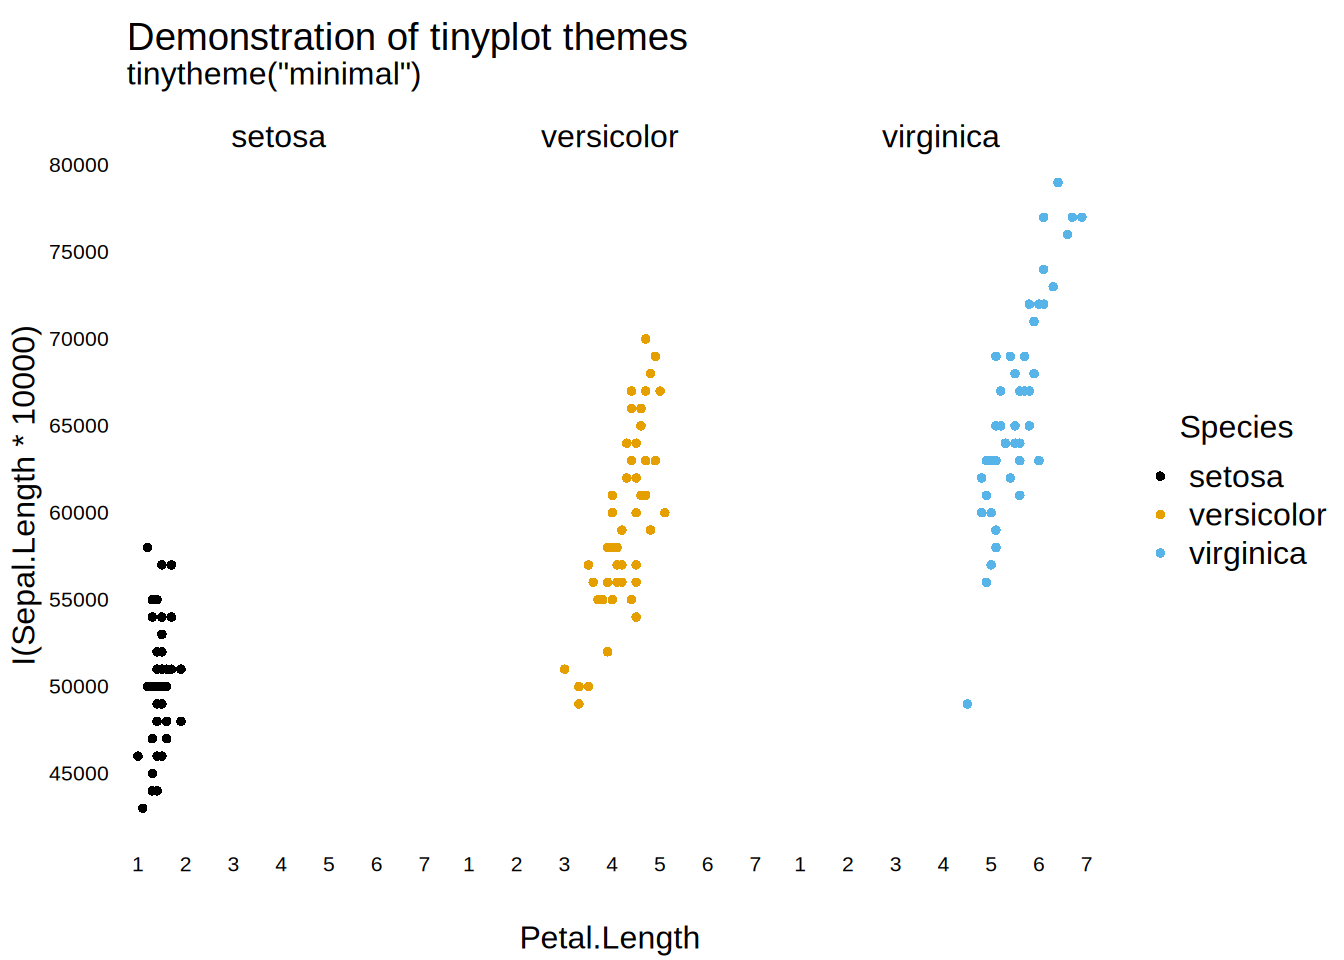 Demonstration of tinyplot themes
tinytheme("minimal")
setosa versicolor virginica
80000
75000
70000
65000
60000
55000
50000
45000
I(Sepal.Length * 10000)
1 2 3 4 5 6 7 1 2 3 4 5 6 7 1 2 3 4 5 6 7
Petal.Length
Species
setosa
versicolor
virginica